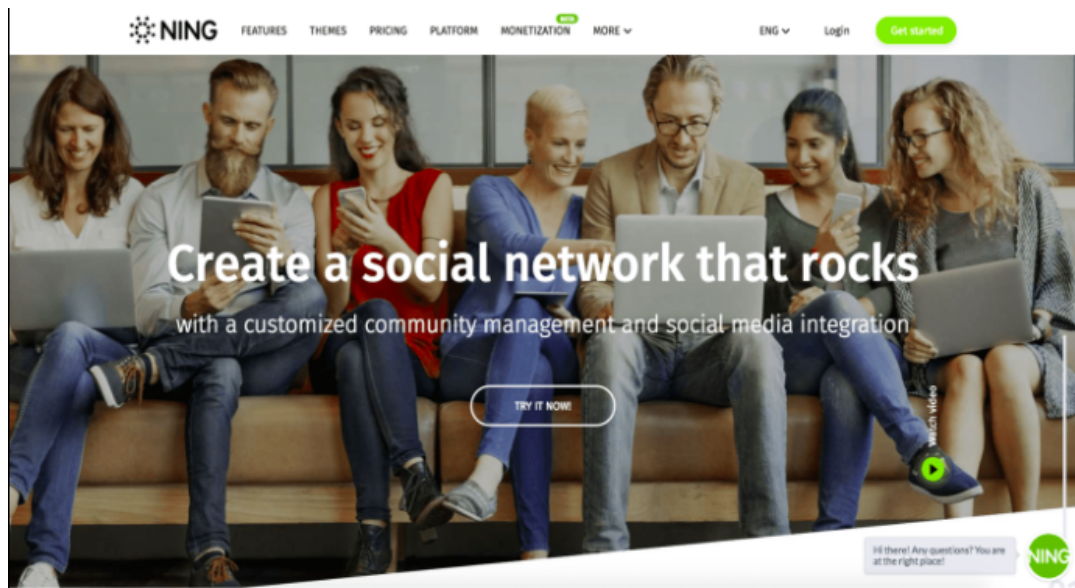 NING
FEATURES THEMES PRICING PLATFORM MONETIZATION BETA MORE
ENG Login Get started
Create a social network that rocks
with a customized community management and social media integration
TRY IT NOW!
Watch video
Hi there! Any questions? You are
at the right place!
NING